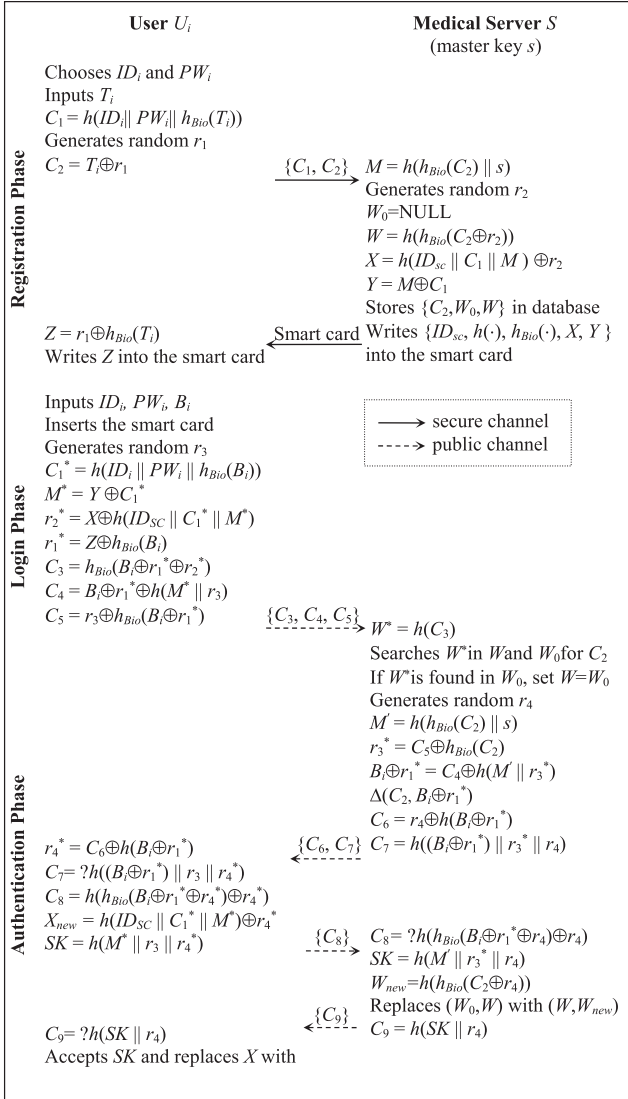 User Ui
Medical Server S
(master key s)
Registration Phase
Chooses IDi and PWi
Inputs Ti
C1 = h(IDi|| PWi|| hBio(Ti))
Generates random r1
C2 = Ti⊕r1
{C1, C2}
M = h(hBio(C2) || s)
Generates random r2
W0=NULL
W = h(hBio(C2⊕r2))
X = h(IDsc || C1 || M ) ⊕r2
Y = M⊕C1
Stores {C2,W0,W} in database
Writes {IDsc, h(·), hBio(·), X, Y }
into the smart card
Smart card
Z = r1⊕hBio(Ti)
Writes Z into the smart card
Login Phase
Inputs IDi, PWi, Bi
Inserts the smart card
Generates random r3
C1* = h(IDi || PWi || hBio(Bi))
M* = Y ⊕C1*
r2* = X⊕h(IDSC || C1* || M*)
r1* = Z⊕hBio(Bi)
C3 = hBio(Bi⊕r1*⊕r2*)
C4 = Bi⊕r1*⊕h(M* || r3)
C5 = r3⊕hBio(Bi⊕r1*)
secure channel
public channel
{C3, C4, C5}
Authentication Phase
W* = h(C3)
Searches W*in Wand W0for C2
If W*is found in W0, set W=W0
Generates random r4
M′ = h(hBio(C2) || s)
r3* = C5⊕hBio(C2)
Bi⊕r1* = C4⊕h(M′ || r3*)
Δ(C2, Bi⊕r1*)
C6 = r4⊕h(Bi⊕r1*)
C7 = h((Bi⊕r1*) || r3* || r4)
{C6, C7}
r4* = C6⊕h(Bi⊕r1*)
C7= ?h((Bi⊕r1*) || r3 || r4*)
C8 = h(hBio(Bi⊕r1*⊕r4*)⊕r4*)
Xnew = h(IDSC || C1* || M*)⊕r4*
SK = h(M* || r3 || r4*)
{C8}
C8= ?h(hBio(Bi⊕r1*⊕r4)⊕r4)
SK = h(M′ || r3* || r4)
Wnew=h(hBio(C2⊕r4))
Replaces (W0,W) with (W,Wnew)
C9 = h(SK || r4)
{C9}
C9= ?h(SK || r4)
Accepts SK and replaces X with